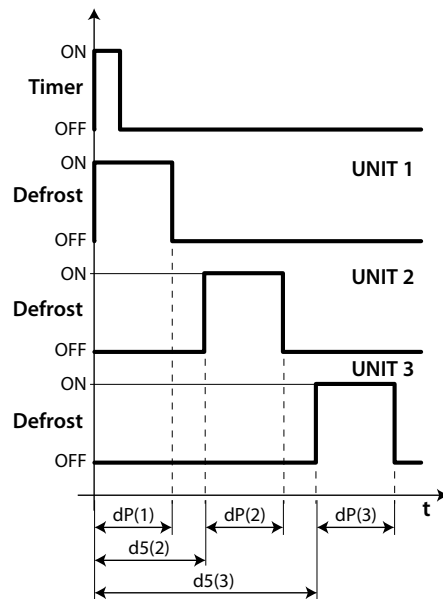 ON
Timer
OFF
ON
UNIT 1
Defrost
OFF
ON
UNIT 2
Defrost
OFF
UNIT 3
ON
Defrost
OFF
t
dP(1) dP(2) dP(3)
d5(2)
d5(3)